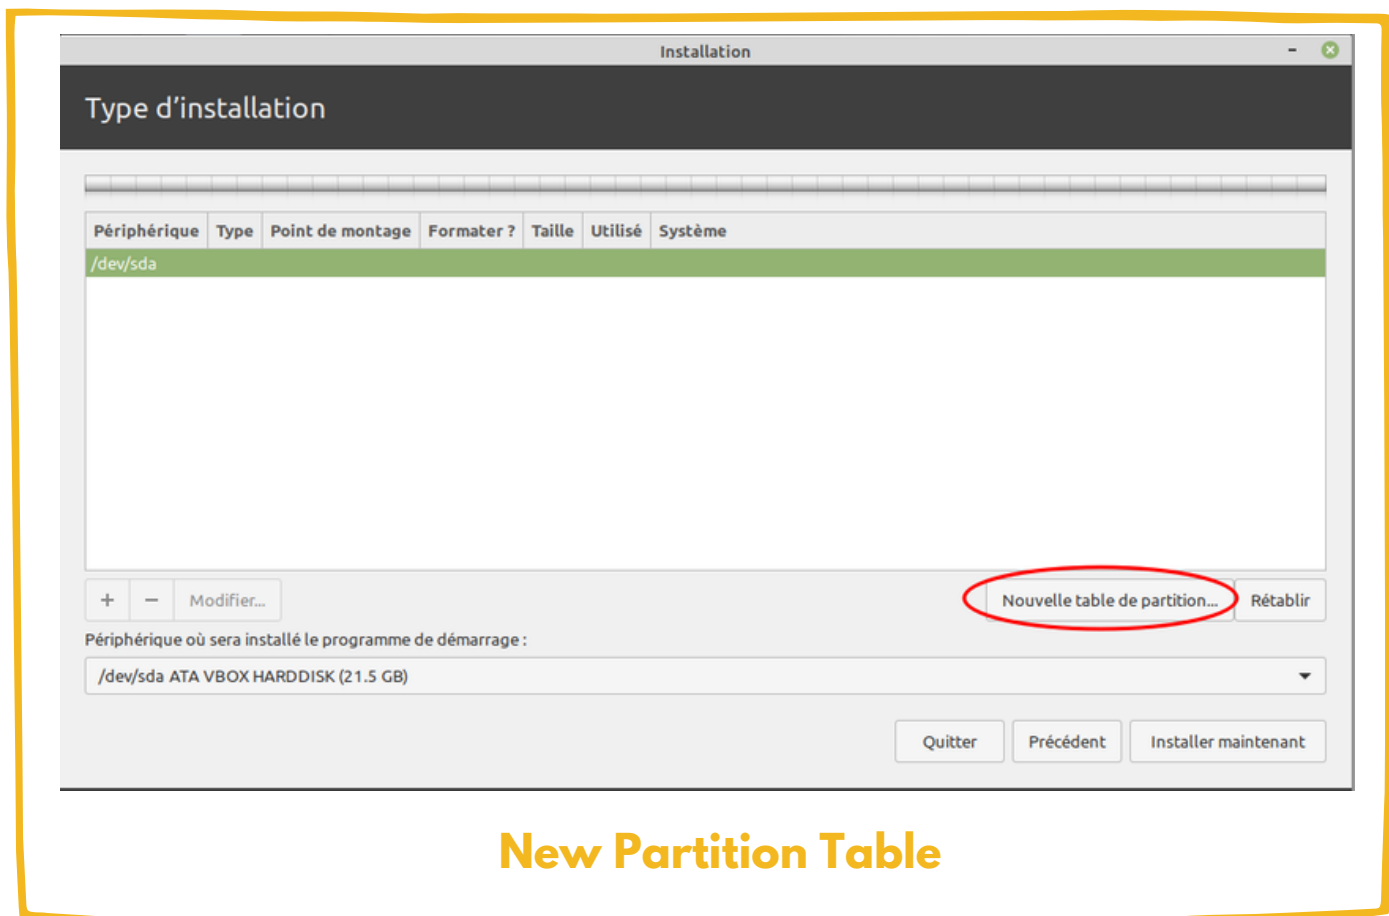 Installation
Type d’installation
Périphérique Type Point de montage Formater ? Taille Utilisé Système
/dev/sda
+ − Modifier... Nouvelle table de partition... Rétablir
Périphérique où sera installé le programme de démarrage :
/dev/sda ATA VBOX HARDDISK (21.5 GB)
Quitter Précédent Installer maintenant
New Partition Table